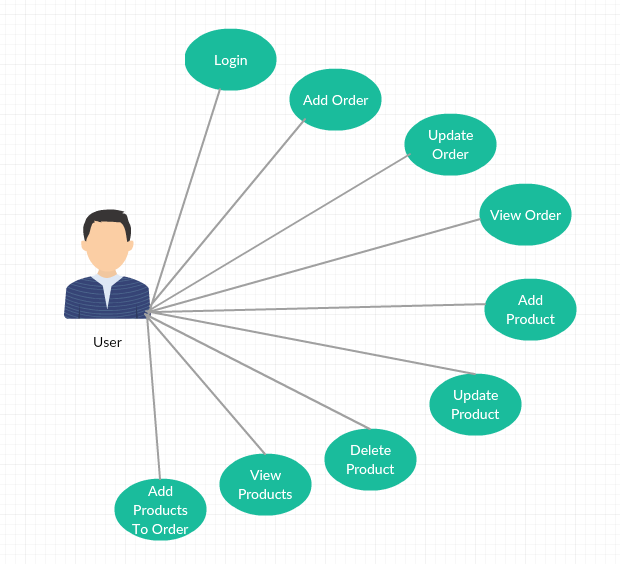 Login
Add Order
Update
Order
View Order
Add
Product
User
Update
Product
Delete
Product
View
Products
Add
Products
To Order